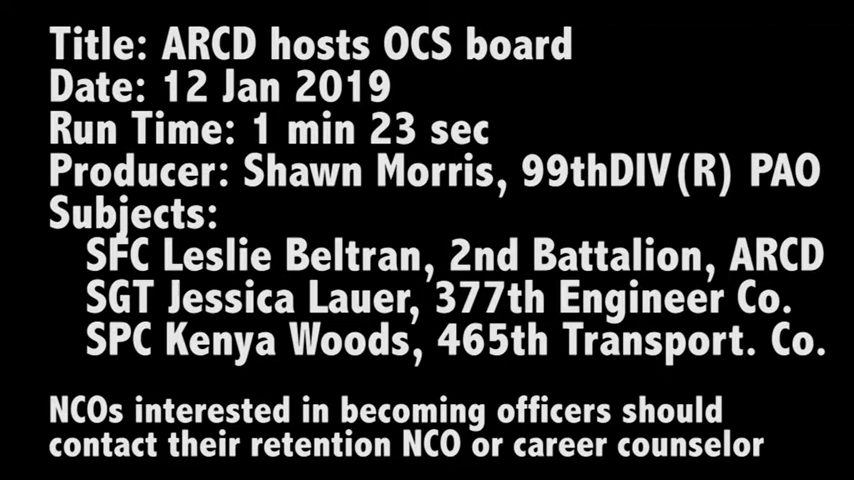 Title: ARCD hosts OCS board
Date: 12 Jan 2019
Run Time: 1 min 23 sec
Producer: Shawn Morris, 99thDIV(R) PAO
Subjects:
SFC Leslie Beltran, 2nd Battalion, ARCD
SGT Jessica Lauer, 377th Engineer Co.
SPC Kenya Woods, 465th Transport. Co.
NCOs interested in becoming officers should
contact their retention NCO or career counselor